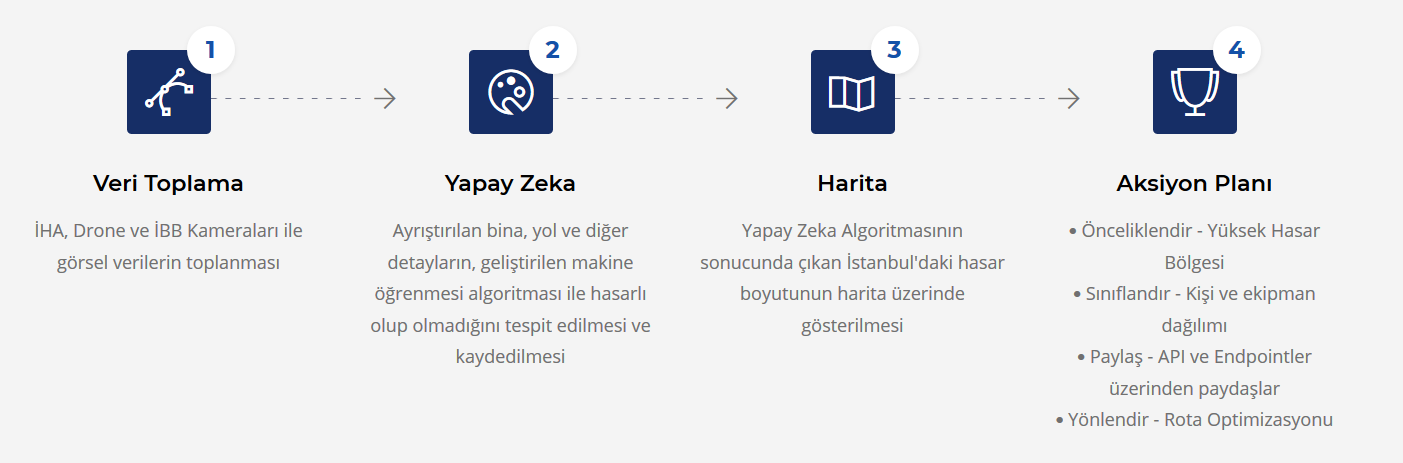 1
Veri Toplama
İHA, Drone ve İBB Kameraları ile
görsel verilerin toplanması
2
Yapay Zeka
Ayrıştırılan bina, yol ve diğer
detayların, geliştirilen makine
öğrenmesi algoritması ile hasarlı
olup olmadığını tespit edilmesi ve
kaydedilmesi
3
Harita
Yapay Zeka Algoritmasının
sonucunda çıkan İstanbul'daki hasar
boyutunun harita üzerinde
gösterilmesi
4
Aksiyon Planı
• Önceliklendir - Yüksek Hasar
Bölgesi
• Sınıflandır - Kişi ve ekipman
dağılımı
• Paylaş - API ve Endpointler
üzerinden paydaşlar
• Yönlendir - Rota Optimizasyonu